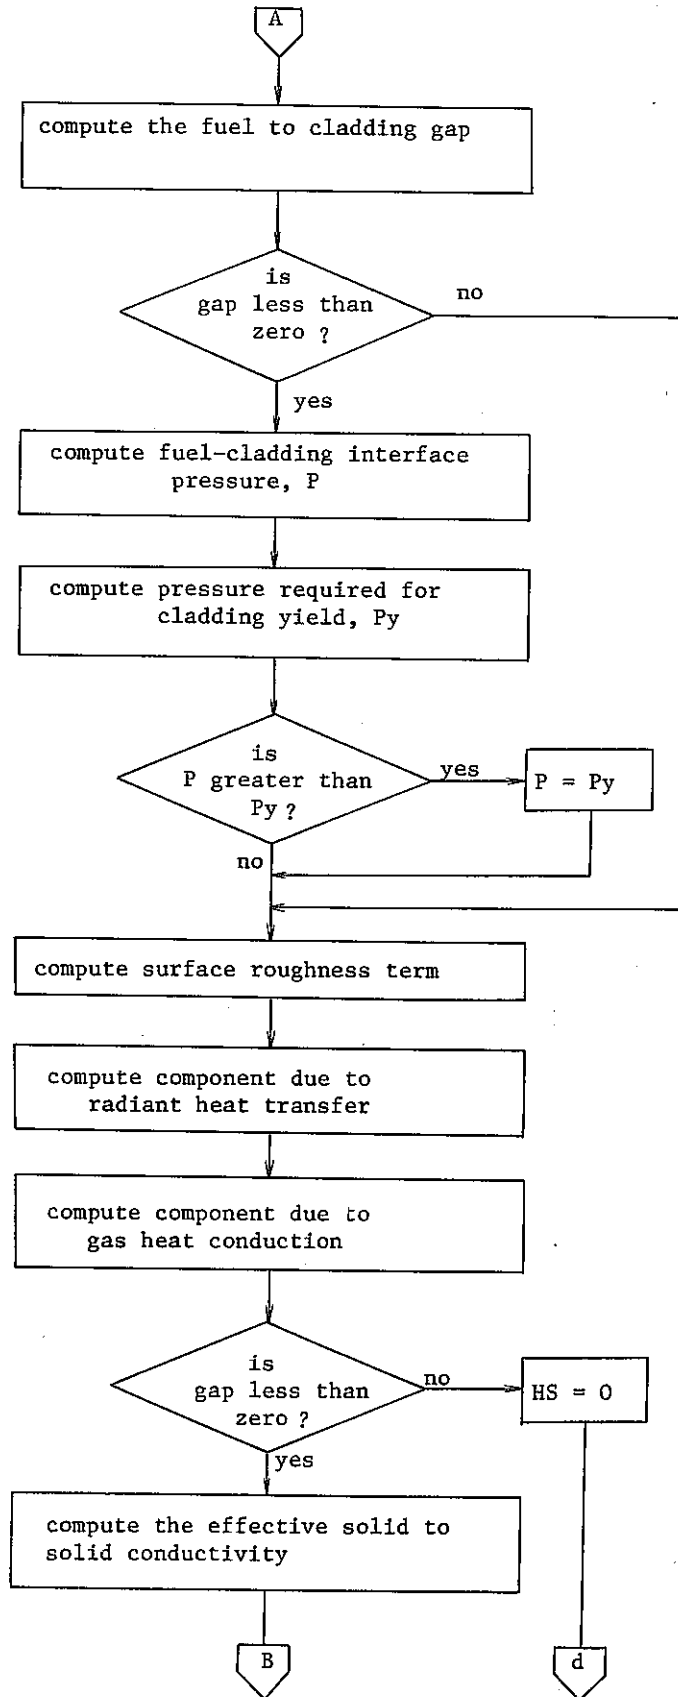 A
compute the fuel to cladding gap
is
gap less than
zero ?
no
yes
compute fuel-cladding interface
pressure, P
compute pressure required for
cladding yield, Py
is
P greater than
Py ?
yes
P = Py
no
compute surface roughness term
compute component due to
radiant heat transfer
compute component due to
gas heat conduction
is
gap less than
zero ?
no
HS = 0
yes
compute the effective solid to
solid conductivity
B
d